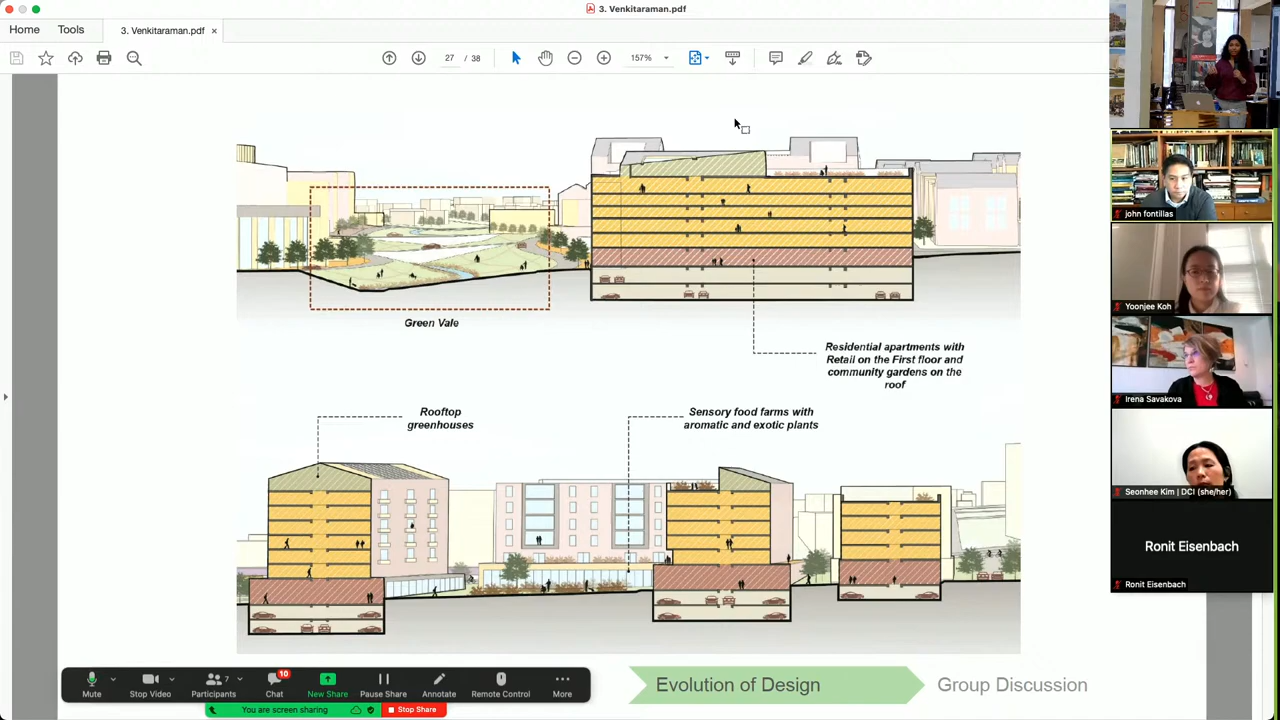 3. Venkitaraman.pdf
Home
Tools
3. Venkitaraman.pdf ×
27 / 38
157%
Green Vale
Residential apartments with
Retail on the First floor and
community gardens on the
roof
Rooftop
greenhouses
Sensory food farms with
aromatic and exotic plants
john fontillas
Yoonjee Koh
Irena Savakova
Seonhee Kim | DCI (she/her)
Ronit Eisenbach
Ronit Eisenbach
Mute
Stop Video
7
Participants
10
Chat
New Share
Pause Share
Annotate
Remote Control
More
You are screen sharing
Stop Share
Evolution of Design
Group Discussion